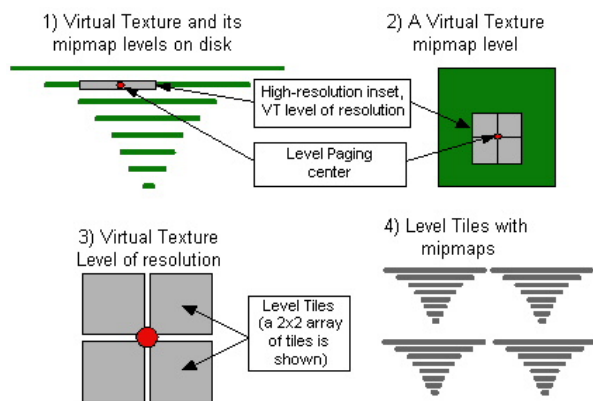 1) Virtual Texture and its
mipmap levels on disk
2) A Virtual Texture
mipmap level
High-resolution inset,
VT level of resolution
Level Paging
center
3) Virtual Texture
Level of resolution
4) Level Tiles with
mipmaps
Level Tiles
(a 2x2 array
of tiles is
shown)